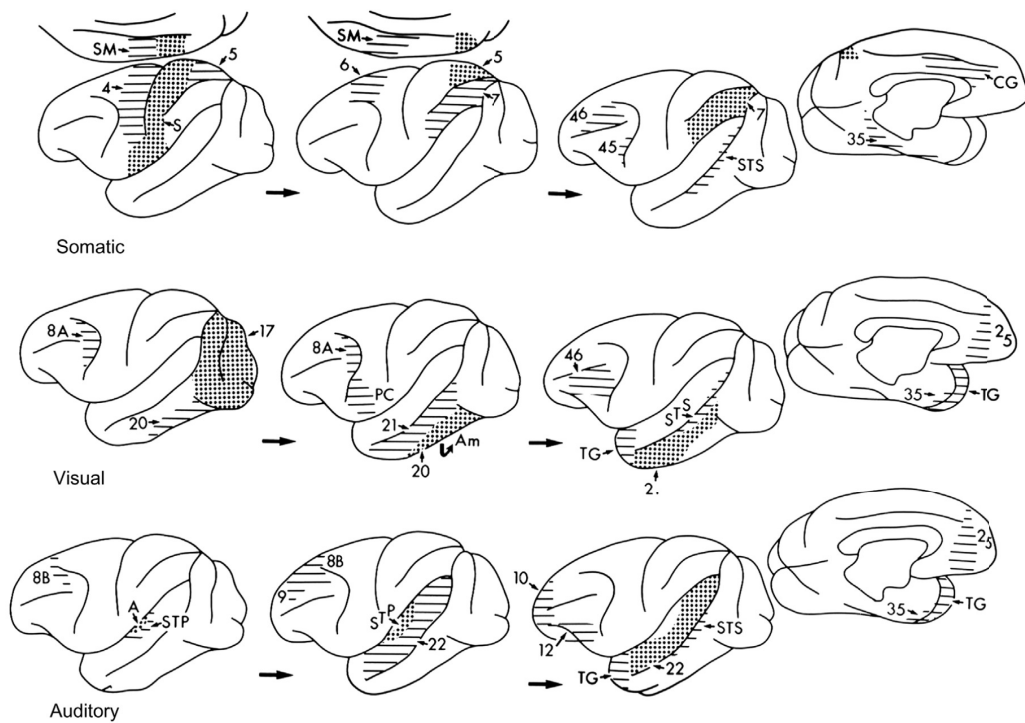 SM
5
4
S
SM
6
5
7
46
45
7
STS
CG
35
Somatic
8A
17
20
8A
PC
21
20
Am
46
STS
TG
2.
25
35
TG
Visual
8B
A
STP
8B
9
STP
22
10
12
STS
22
TG
25
35
TG
Auditory